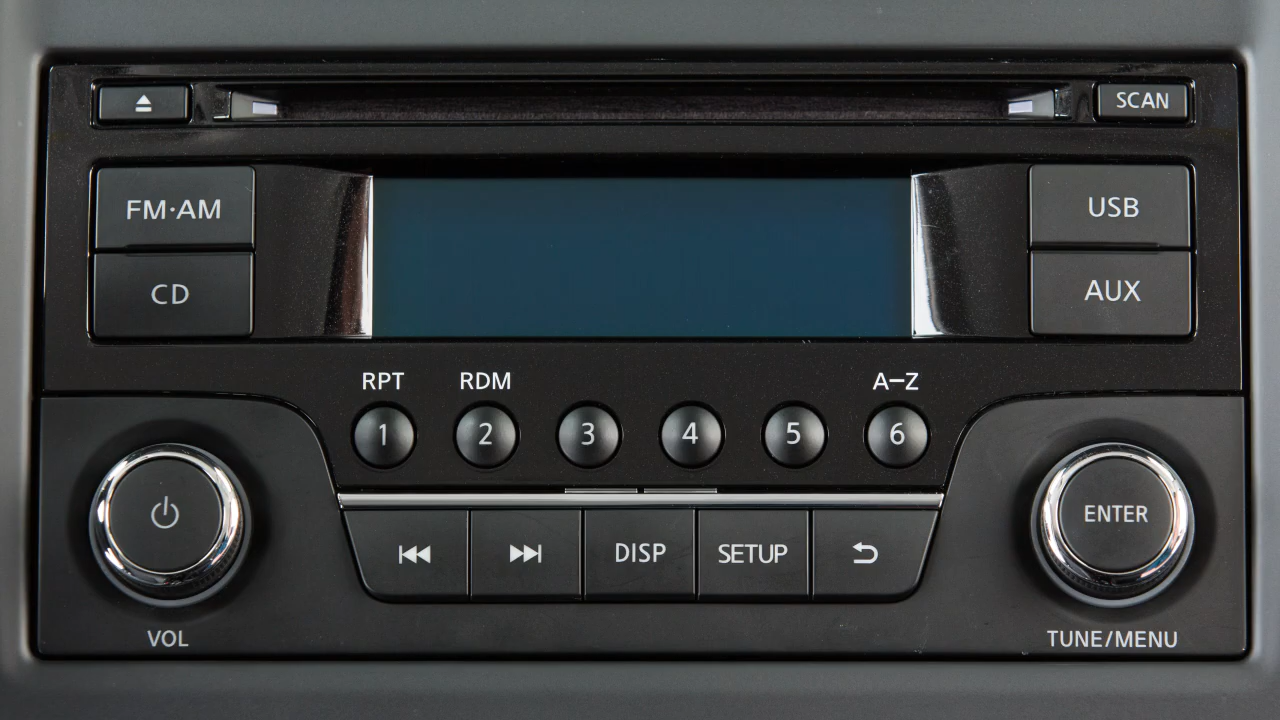 SCAN
FM·AM
USB
CD
AUX
RPT RDM A–Z
1 2 3 4 5 6
ENTER
DISP SETUP
VOL
TUNE/MENU